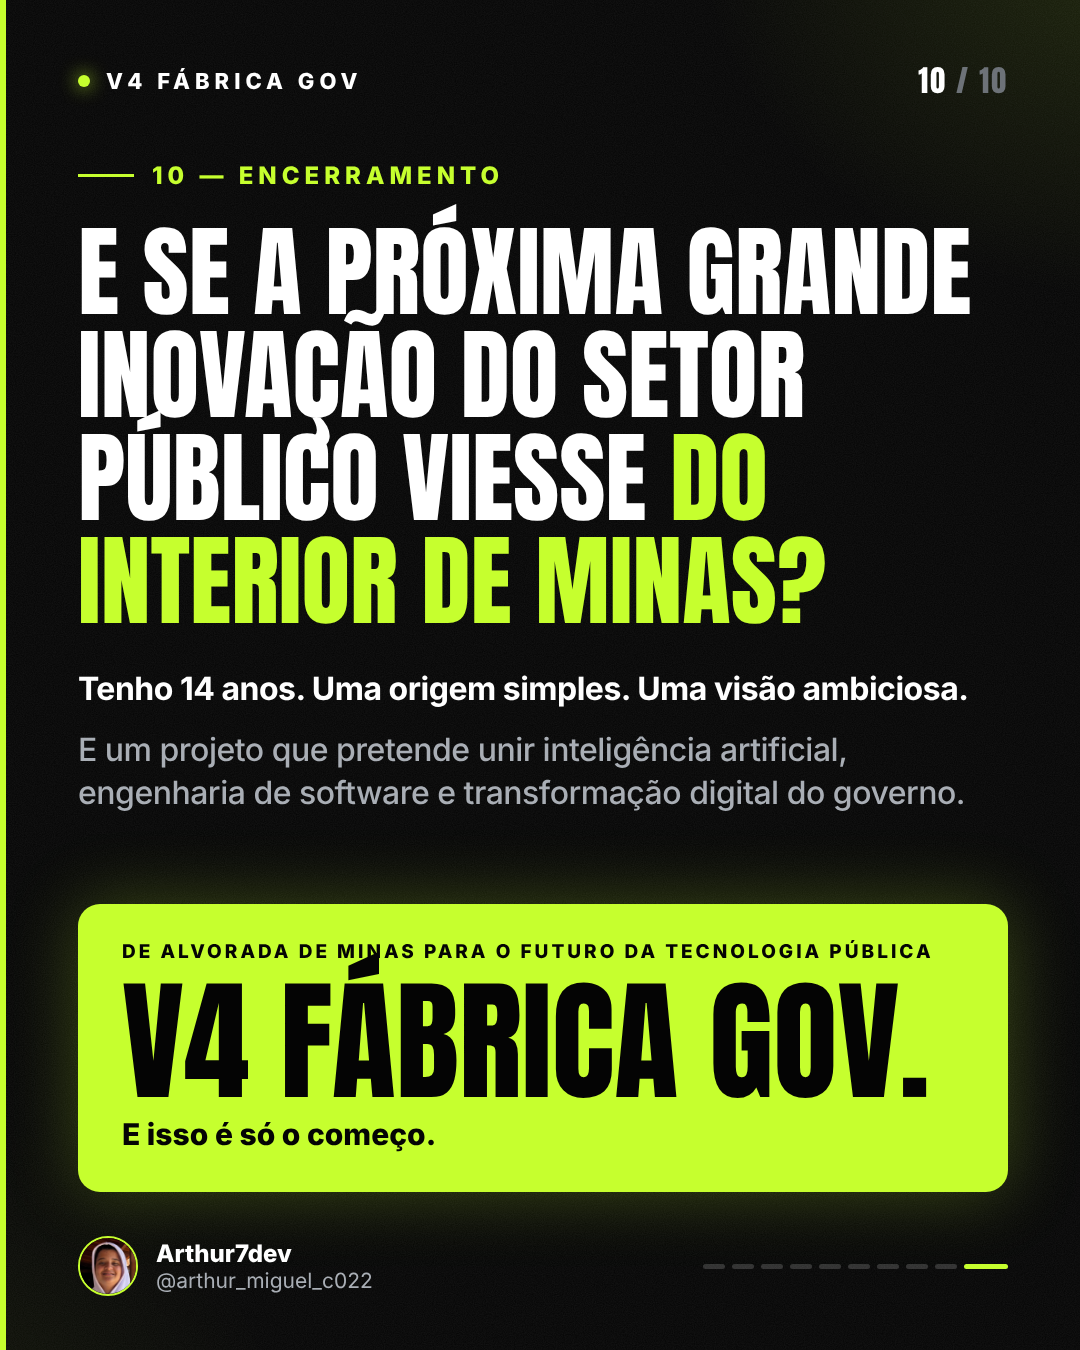 V4 FÁBRICA GOV
10 / 10
10 — ENCERRAMENTO
E SE A PRÓXIMA GRANDE
INOVAÇÃO DO SETOR
PÚBLICO VIESSE DO
INTERIOR DE MINAS?
Tenho 14 anos. Uma origem simples. Uma visão ambiciosa.
E um projeto que pretende unir inteligência artificial,
engenharia de software e transformação digital do governo.
DE ALVORADA DE MINAS PARA O FUTURO DA TECNOLOGIA PÚBLICA
V4 FÁBRICA GOV.
E isso é só o começo.
Arthur7dev
@arthur_miguel_c022